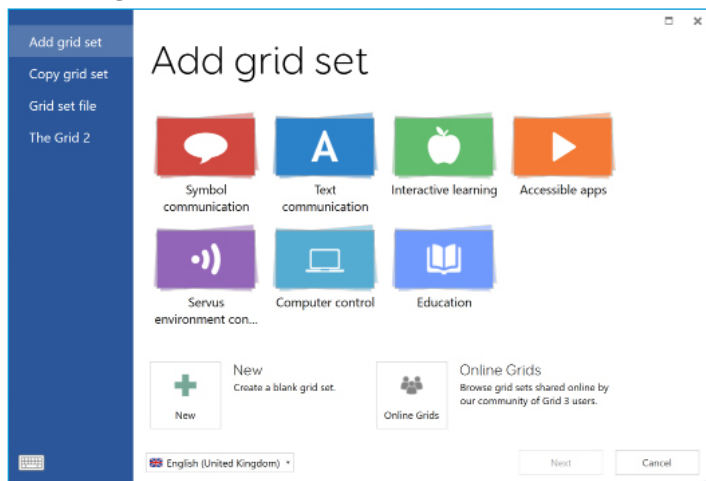 Add grid set
Copy grid set
Grid set file
The Grid 2
Add grid set
Symbol
communication
A
Text
communication
Interactive learning
Accessible apps
Servus
environment con...
Computer control
Education
New
New
Create a blank grid set.
Online Grids
Online Grids
Browse grid sets shared online by
our community of Grid 3 users.
English (United Kingdom)
Next
Cancel